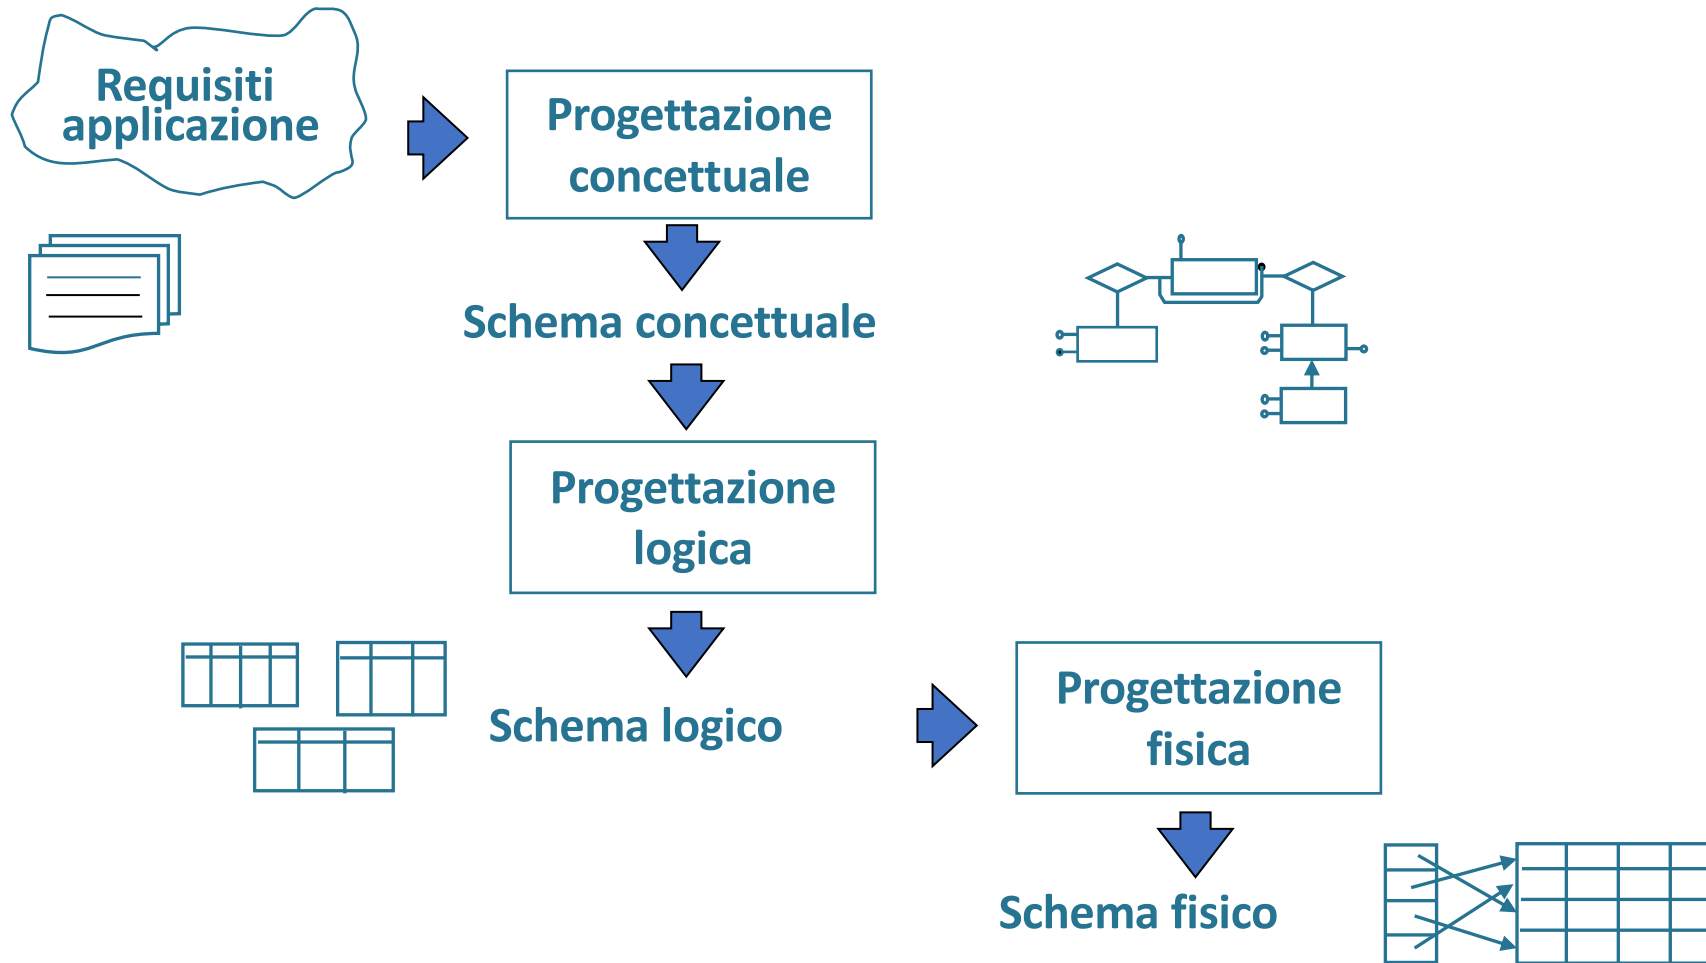 Requisiti
applicazione
Progettazione
concettuale
Schema concettuale
Progettazione
logica
Schema logico
Progettazione
fisica
Schema fisico